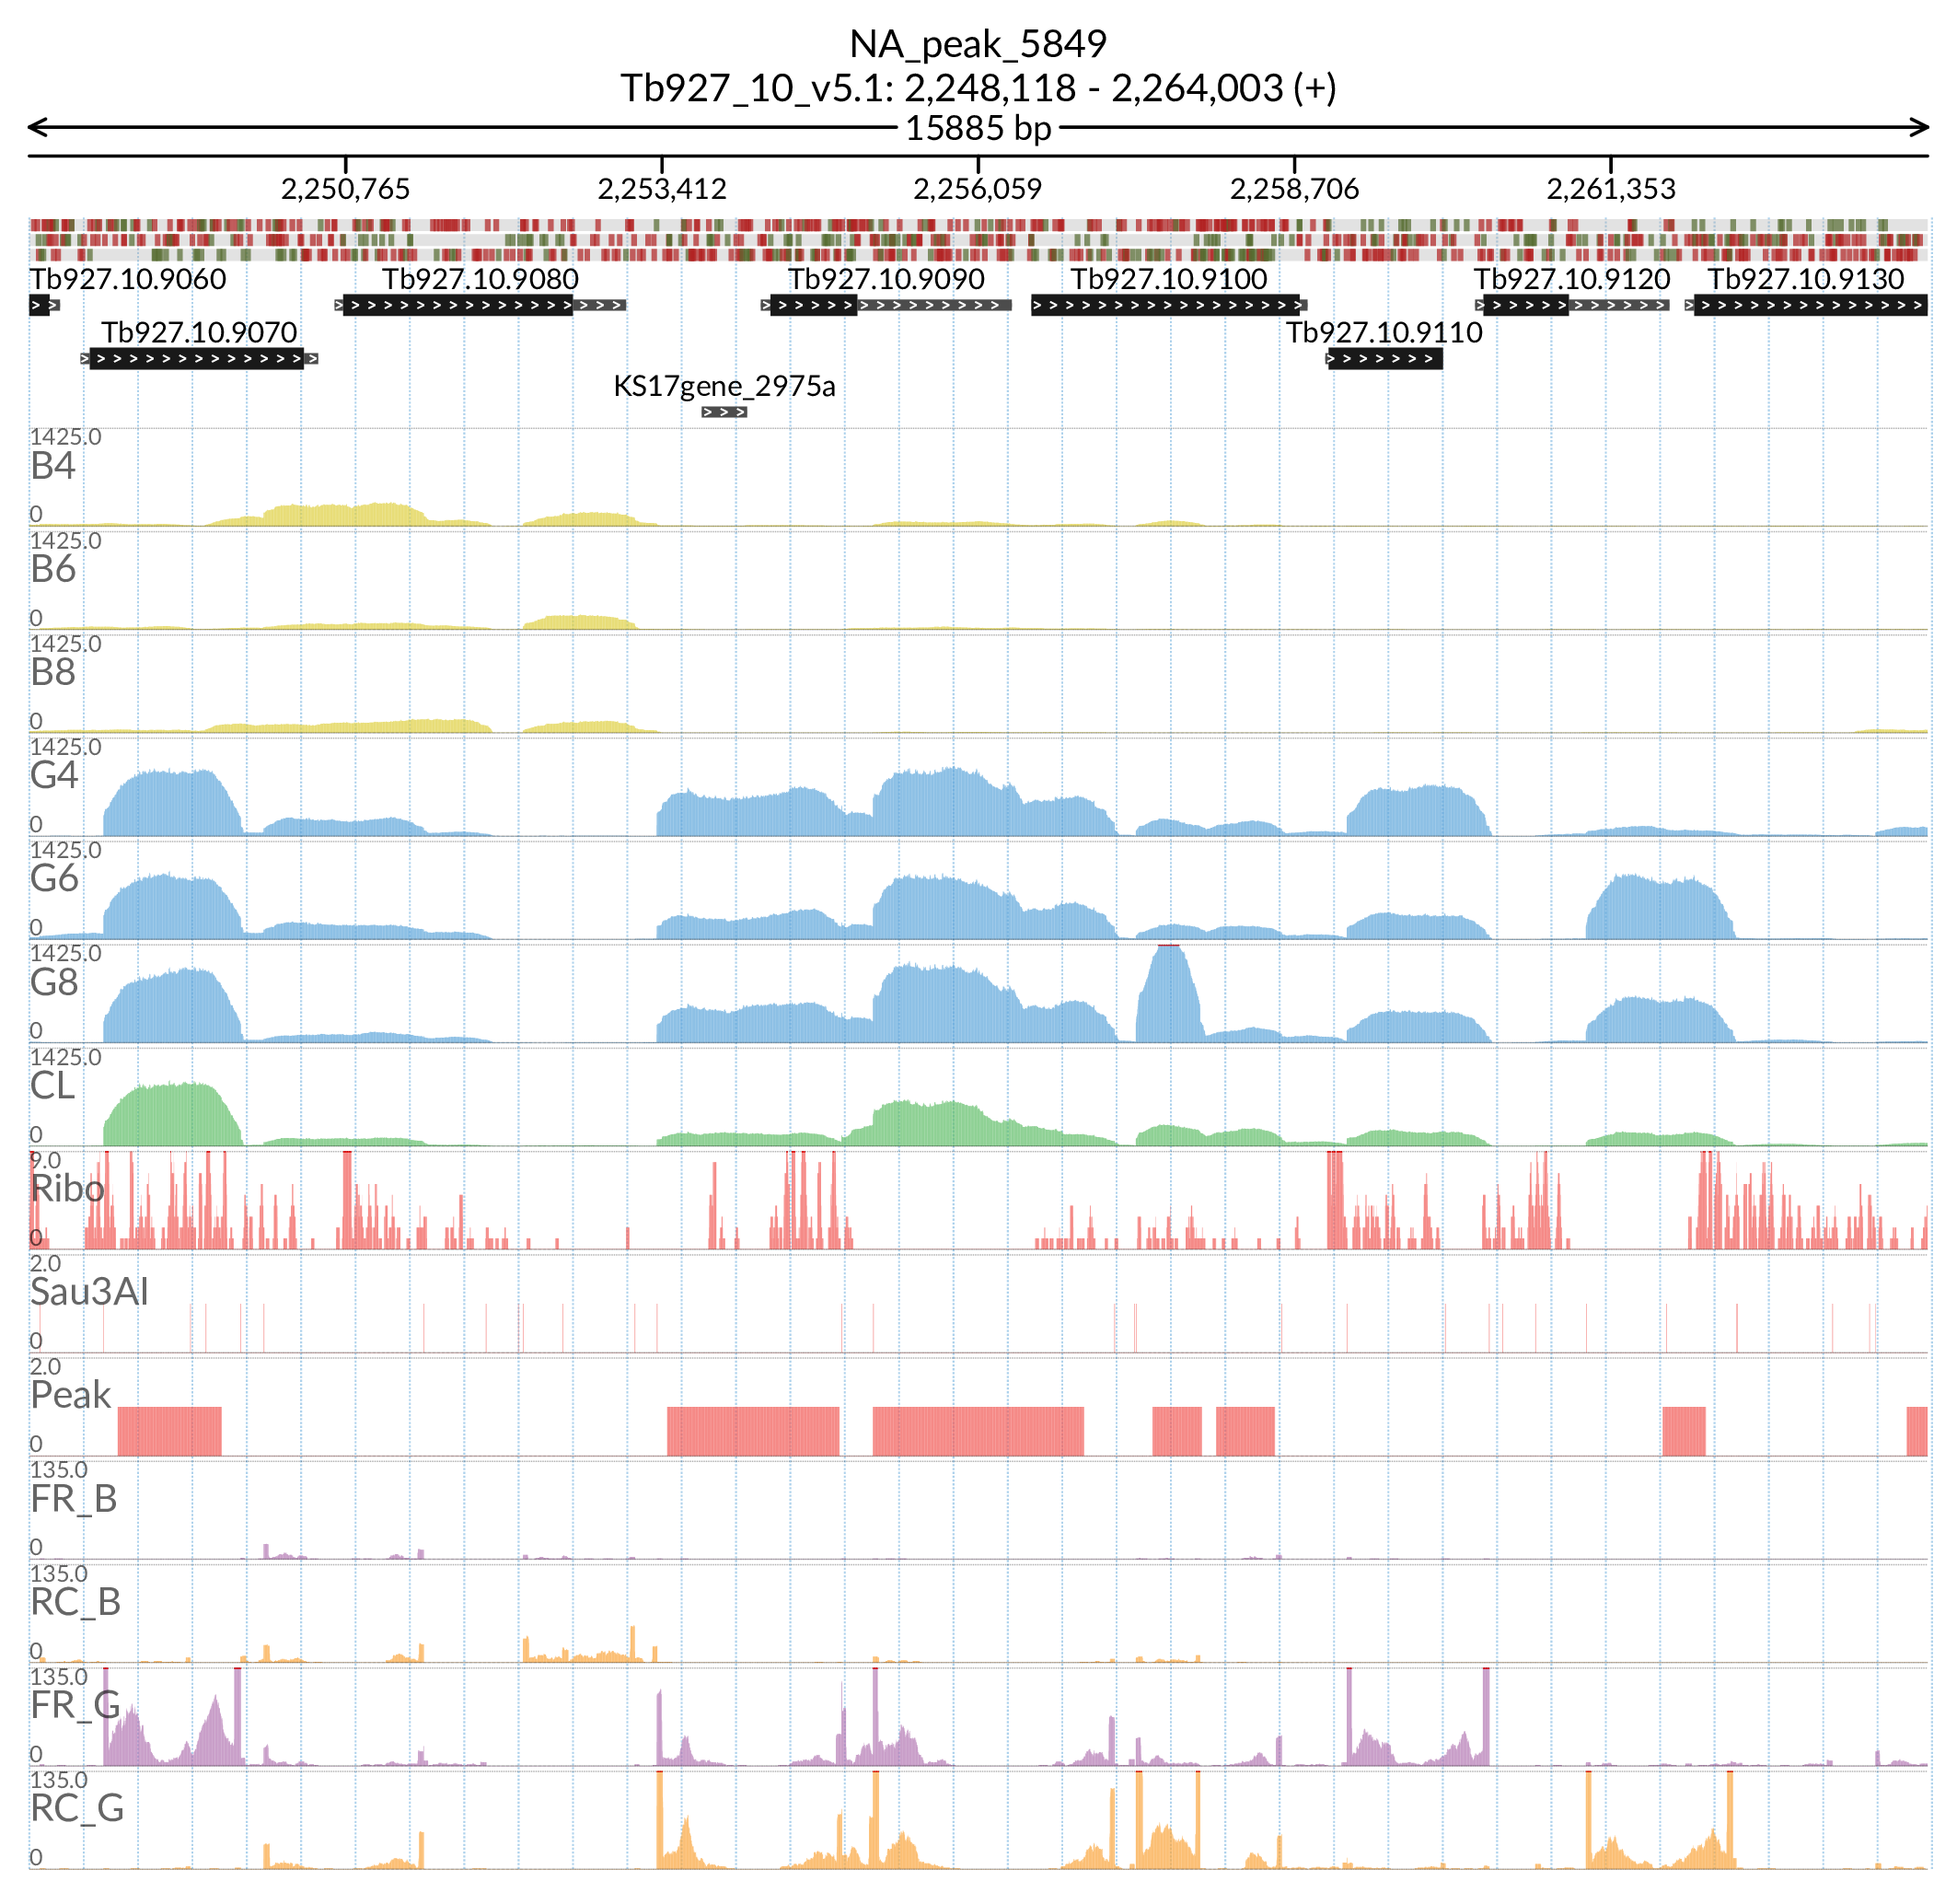 NA_peak_5849
Tb927_10_v5.1: 2,248,118 - 2,264,003 (+)
15885 bp
2,250,765 2,253,412 2,256,059 2,258,706 2,261,353
Tb927.10.9060 Tb927.10.9080 Tb927.10.9090 Tb927.10.9100 Tb927.10.9120 Tb927.10.9130
Tb927.10.9070 Tb927.10.9110
KS17gene_2975a
1425.0
B4
0
1425.0
B6
0
1425.0
B8
0
1425.0
G4
0
1425.0
G6
0
1425.0
G8
0
1425.0
CL
0
9.0
Ribo
0
2.0
Sau3AI
0
2.0
Peak
0
135.0
FR_B
0
135.0
RC_B
0
135.0
FR_G
0
135.0
RC_G
0